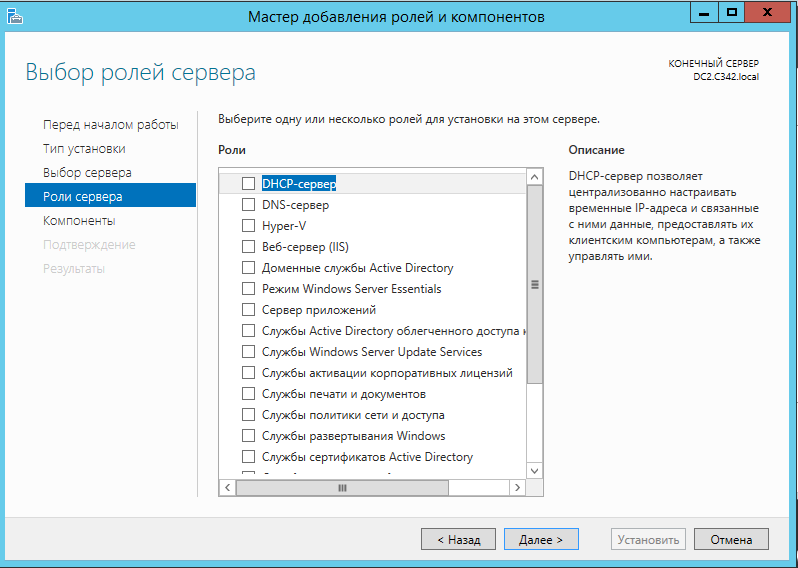 Мастер добавления ролей и компонентов
Выбор ролей сервера
КОНЕЧНЫЙ СЕРВЕР
DC2.C342.local
Перед началом работы
Тип установки
Выбор сервера
Роли сервера
Компоненты
Подтверждение
Результаты
Выберите одну или несколько ролей для установки на этом сервере.
Роли
DHCP-сервер
DNS-сервер
Hyper-V
Веб-сервер (IIS)
Доменные службы Active Directory
Режим Windows Server Essentials
Сервер приложений
Службы Active Directory облегченного доступа к
Службы Windows Server Update Services
Службы активации корпоративных лицензий
Службы печати и документов
Службы политики сети и доступа
Службы развертывания Windows
Службы сертификатов Active Directory
Описание
DHCP-сервер позволяет
централизованно настраивать
временные IP-адреса и связанные
с ними данные, предоставлять их
клиентским компьютерам, а также
управлять ими.
< Назад
Далее >
Установить
Отмена